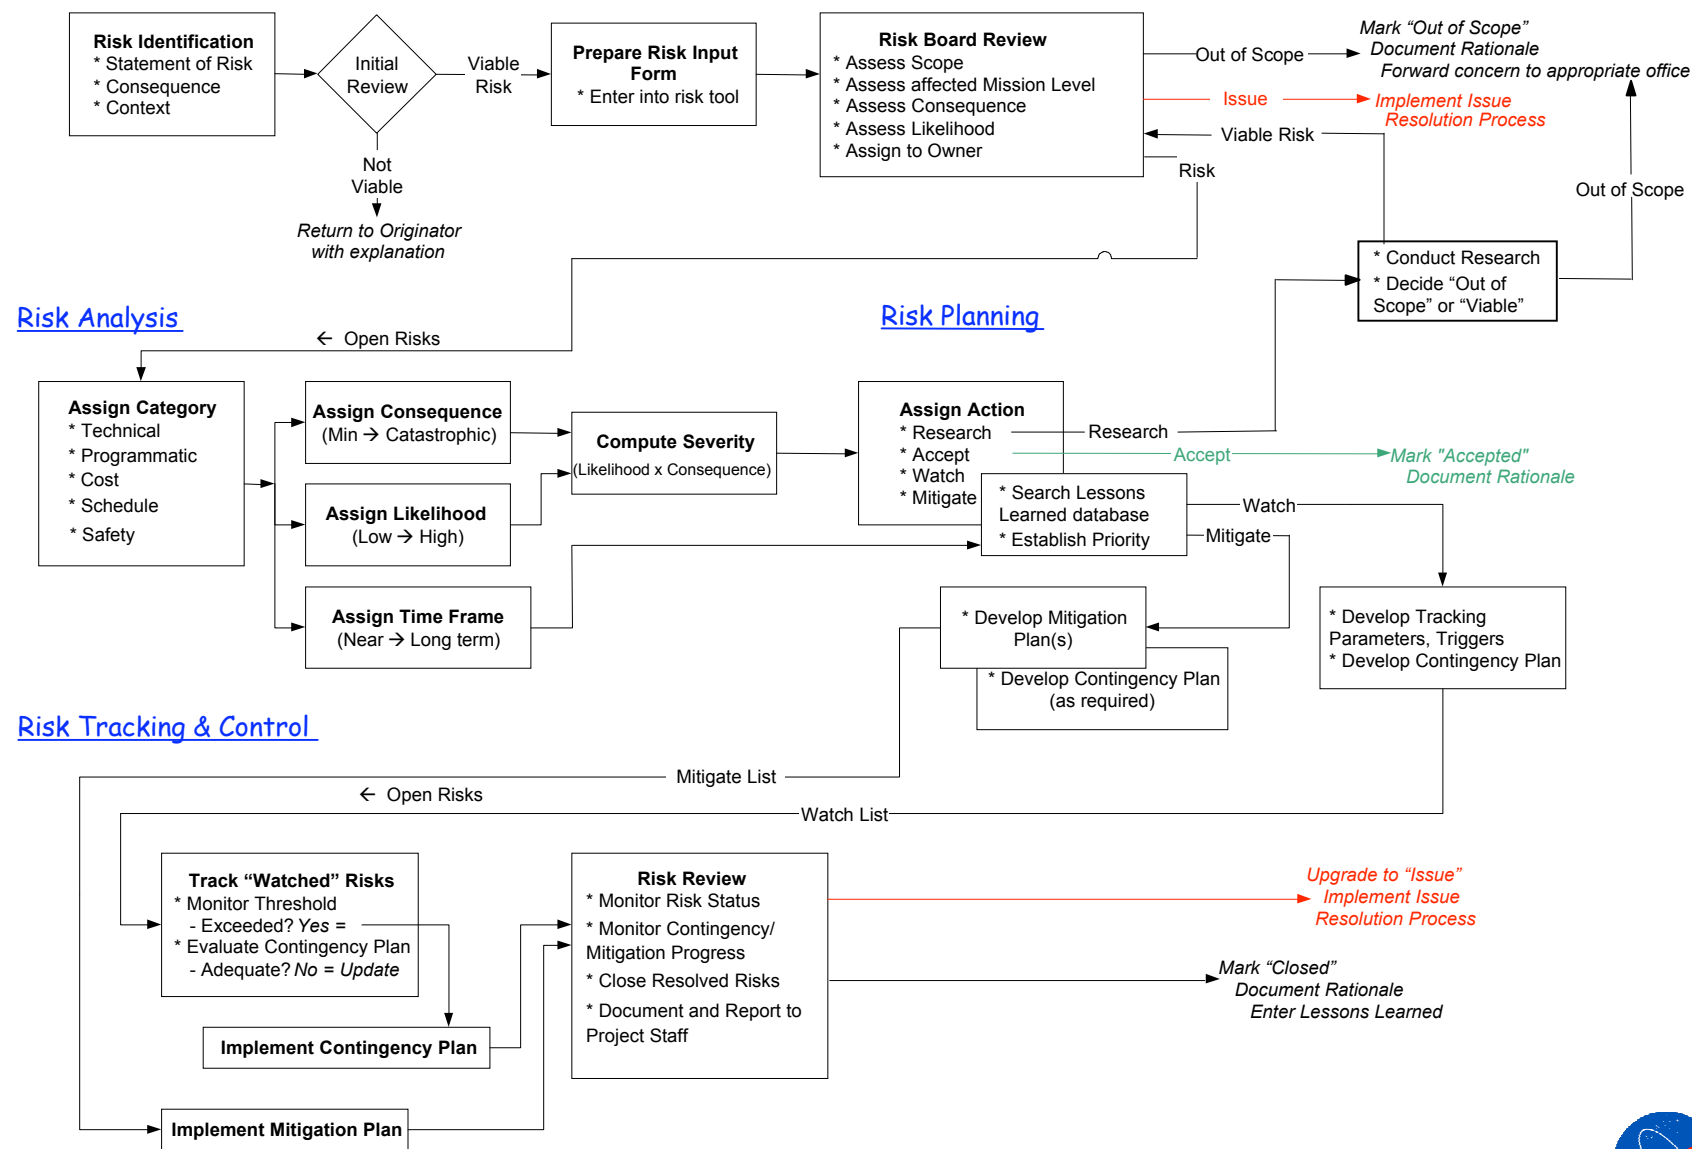 Risk Identification
* Statement of Risk
* Consequence
* Context
Initial
Review
Viable
Risk
Not
Viable
Return to Originator
with explanation
Prepare Risk Input
Form
* Enter into risk tool
Risk Board Review
* Assess Scope
* Assess affected Mission Level
* Assess Consequence
* Assess Likelihood
* Assign to Owner
Out of Scope
Mark “Out of Scope”
Document Rationale
Forward concern to appropriate office
Issue
Implement Issue
Resolution Process
Viable Risk
Risk
Out of Scope
* Conduct Research
* Decide “Out of
Scope” or “Viable”
Risk Analysis
Risk Planning
← Open Risks
Assign Category
* Technical
* Programmatic
* Cost
* Schedule
* Safety
Assign Consequence
(Min → Catastrophic)
Assign Likelihood
(Low → High)
Assign Time Frame
(Near → Long term)
Compute Severity
(Likelihood x Consequence)
Assign Action
* Research
* Accept
* Watch
* Mitigate
Research
Accept
Mark "Accepted"
Document Rationale
* Search Lessons
Learned database
* Establish Priority
Watch
Mitigate
* Develop Mitigation
Plan(s)
* Develop Contingency Plan
(as required)
* Develop Tracking
Parameters, Triggers
* Develop Contingency Plan
Risk Tracking & Control
Mitigate List
← Open Risks
Watch List
Track “Watched” Risks
* Monitor Threshold
- Exceeded? Yes =
* Evaluate Contingency Plan
- Adequate? No = Update
Implement Contingency Plan
Implement Mitigation Plan
Risk Review
* Monitor Risk Status
* Monitor Contingency/
Mitigation Progress
* Close Resolved Risks
* Document and Report to
Project Staff
Upgrade to “Issue”
Implement Issue
Resolution Process
Mark “Closed”
Document Rationale
Enter Lessons Learned